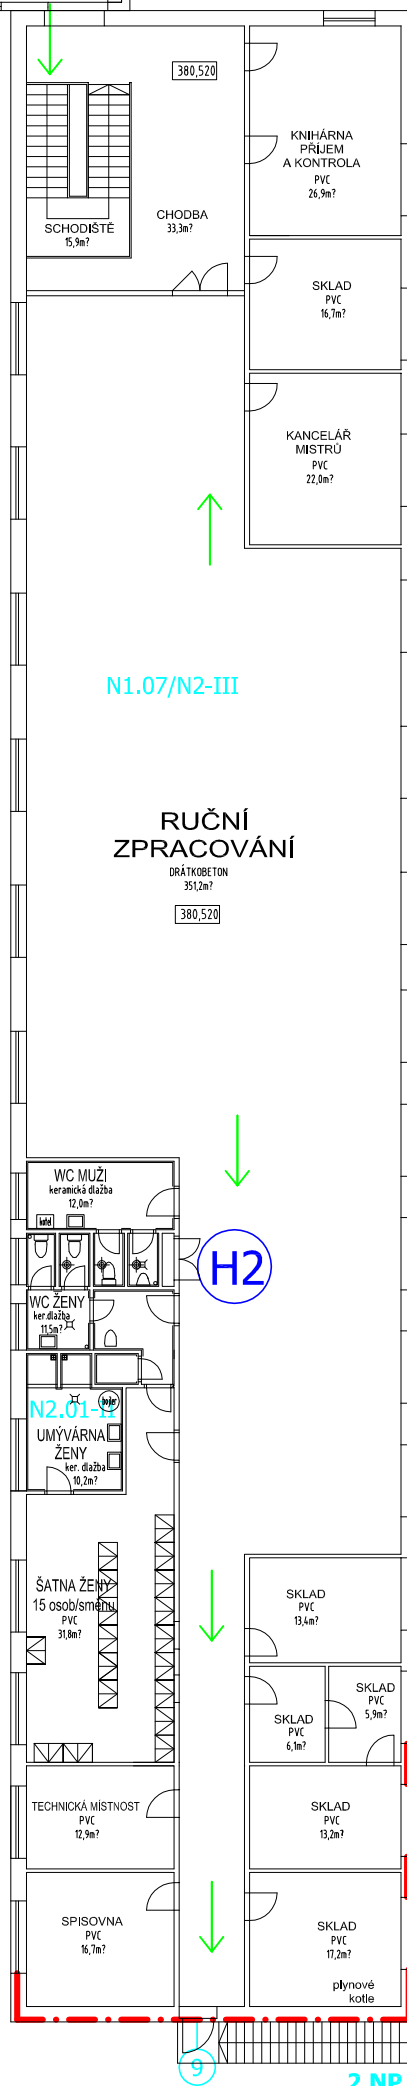 380,520
KNIHÁRNA
PŘÍJEM
A KONTROLA
PVC
26,9m?
CHODBA
33,3m?
SCHODIŠTĚ
15,9m?
SKLAD
PVC
16,7m?
KANCELÁŘ
MISTRŮ
PVC
22,0m?
N1.07/N2-III
RUČNÍ
ZPRACOVÁNÍ
DRÁTKOBETON
351,2m?
380,520
WC MUŽI
keramická dlažba
12,0m?
kotel
H2
WC ŽENY
ker.dlažba
11,5m?
N2.01-II
bojler
UMÝVÁRNA
ŽENY
ker. dlažba
10,2m?
ŠATNA ŽENY
15 osob/směnu
PVC
31,8m?
SKLAD
PVC
13,4m?
SKLAD
PVC
5,9m?
SKLAD
PVC
6,1m?
TECHNICKÁ MÍSTNOST
PVC
12,9m?
SKLAD
PVC
13,2m?
SPISOVNA
PVC
16,7m?
SKLAD
PVC
17,2m?
plynové
kotle
9
2.NP